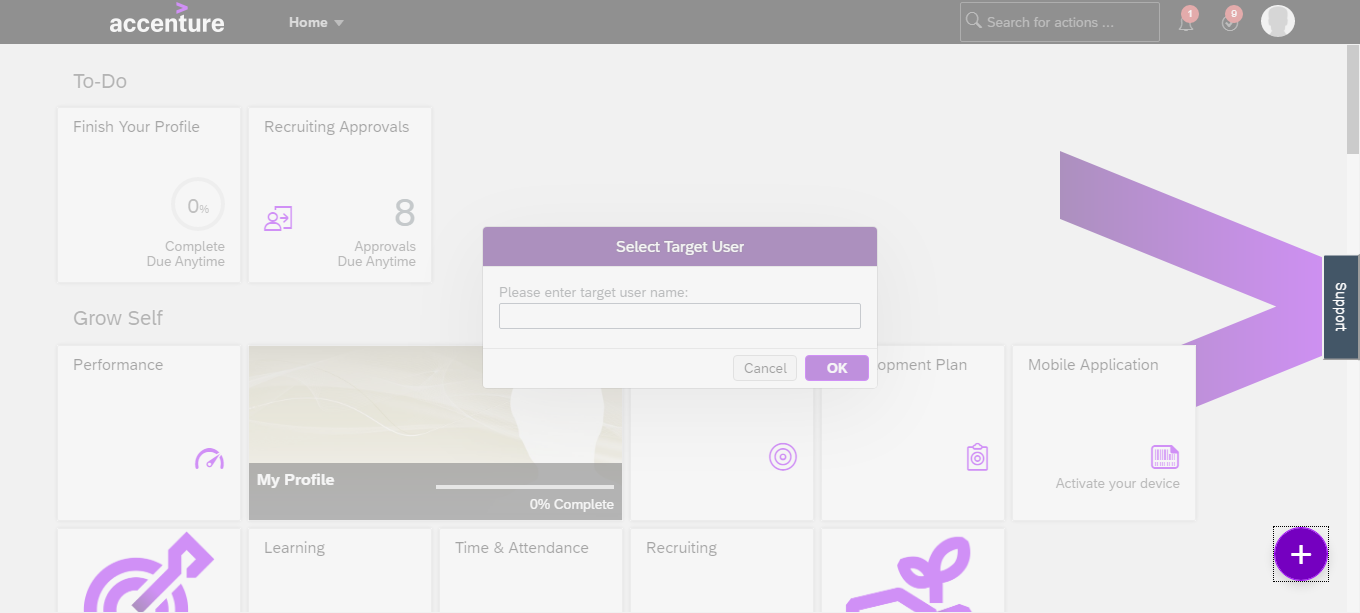 accenture
Home
Search for actions ...
1
9
To-Do
Finish Your Profile
0%
Complete
Due Anytime
Recruiting Approvals
8
Approvals
Due Anytime
Select Target User
Please enter target user name:
Cancel
OK
Support
Grow Self
Performance
My Profile
0% Complete
opment Plan
Mobile Application
Activate your device
Learning
Time & Attendance
Recruiting